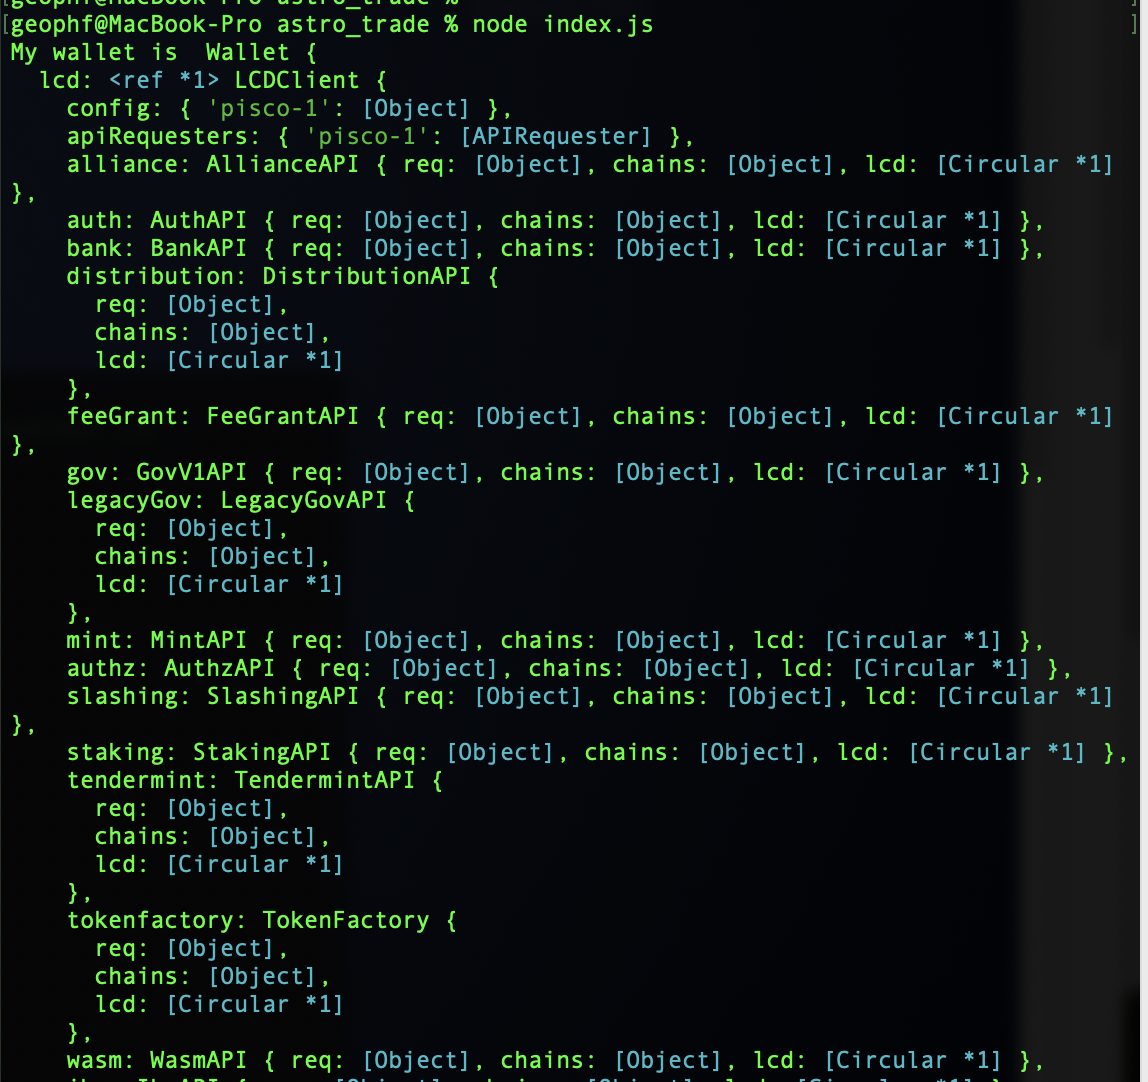 geophf@MacBook-Pro astro_trade %
[geophf@MacBook-Pro astro_trade % node index.js ]
My wallet is  Wallet {
  lcd: <ref *1> LCDClient {
    config: { 'pisco-1': [Object] },
    apiRequesters: { 'pisco-1': [APIRequester] },
    alliance: AllianceAPI { req: [Object], chains: [Object], lcd: [Circular *1]
},
    auth: AuthAPI { req: [Object], chains: [Object], lcd: [Circular *1] },
    bank: BankAPI { req: [Object], chains: [Object], lcd: [Circular *1] },
    distribution: DistributionAPI {
      req: [Object],
      chains: [Object],
      lcd: [Circular *1]
    },
    feeGrant: FeeGrantAPI { req: [Object], chains: [Object], lcd: [Circular *1]
},
    gov: GovV1API { req: [Object], chains: [Object], lcd: [Circular *1] },
    legacyGov: LegacyGovAPI {
      req: [Object],
      chains: [Object],
      lcd: [Circular *1]
    },
    mint: MintAPI { req: [Object], chains: [Object], lcd: [Circular *1] },
    authz: AuthzAPI { req: [Object], chains: [Object], lcd: [Circular *1] },
    slashing: SlashingAPI { req: [Object], chains: [Object], lcd: [Circular *1]
},
    staking: StakingAPI { req: [Object], chains: [Object], lcd: [Circular *1] },
    tendermint: TendermintAPI {
      req: [Object],
      chains: [Object],
      lcd: [Circular *1]
    },
    tokenfactory: TokenFactory {
      req: [Object],
      chains: [Object],
      lcd: [Circular *1]
    },
    wasm: WasmAPI { req: [Object], chains: [Object], lcd: [Circular *1] },